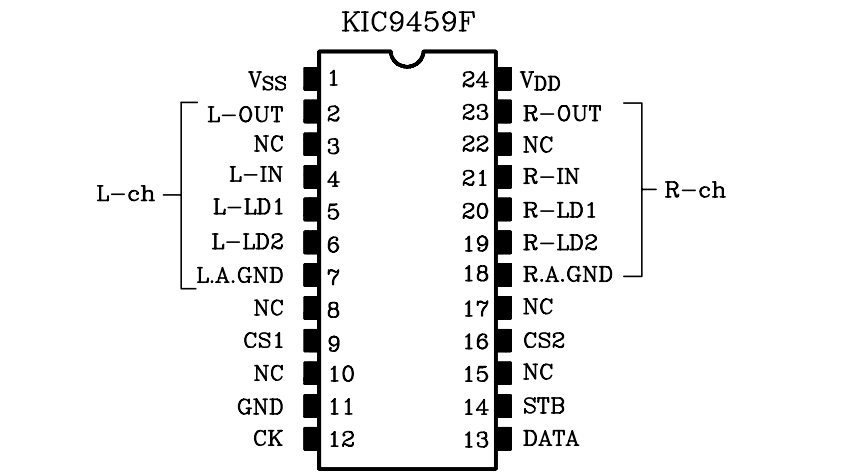 KIC9459F
VSS 1 24 VDD
L-OUT 2 23 R-OUT
NC 3 22 NC
L-IN 4 21 R-IN
L-ch R-ch
L-LD1 5 20 R-LD1
L-LD2 6 19 R-LD2
L.A.GND 7 18 R.A.GND
NC 8 17 NC
CS1 9 16 CS2
NC 10 15 NC
GND 11 14 STB
CK 12 13 DATA